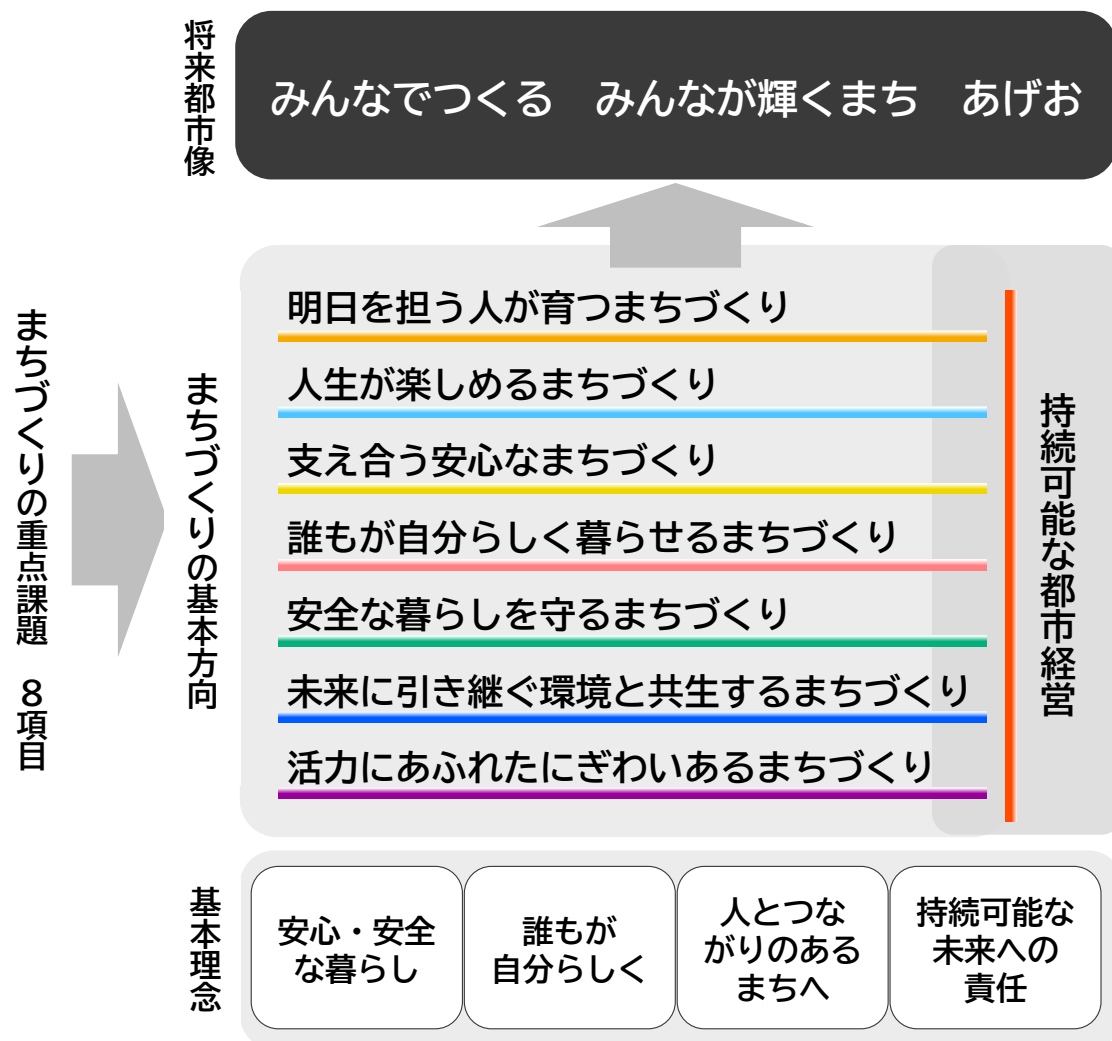 将来都市像
みんなでつくる　みんなが輝くまち　あげお
まちづくりの重点課題　８項目
まちづくりの基本方向
明日を担う人が育つまちづくり
人生が楽しめるまちづくり
支え合う安心なまちづくり
誰もが自分らしく暮らせるまちづくり
安全な暮らしを守るまちづくり
未来に引き継ぐ環境と共生するまちづくり
活力にあふれたにぎわいあるまちづくり
持続可能な都市経営
基本理念
安心・安全
な暮らし
誰もが
自分らしく
人とつな
がりのある
まちへ
持続可能な
未来への
責任